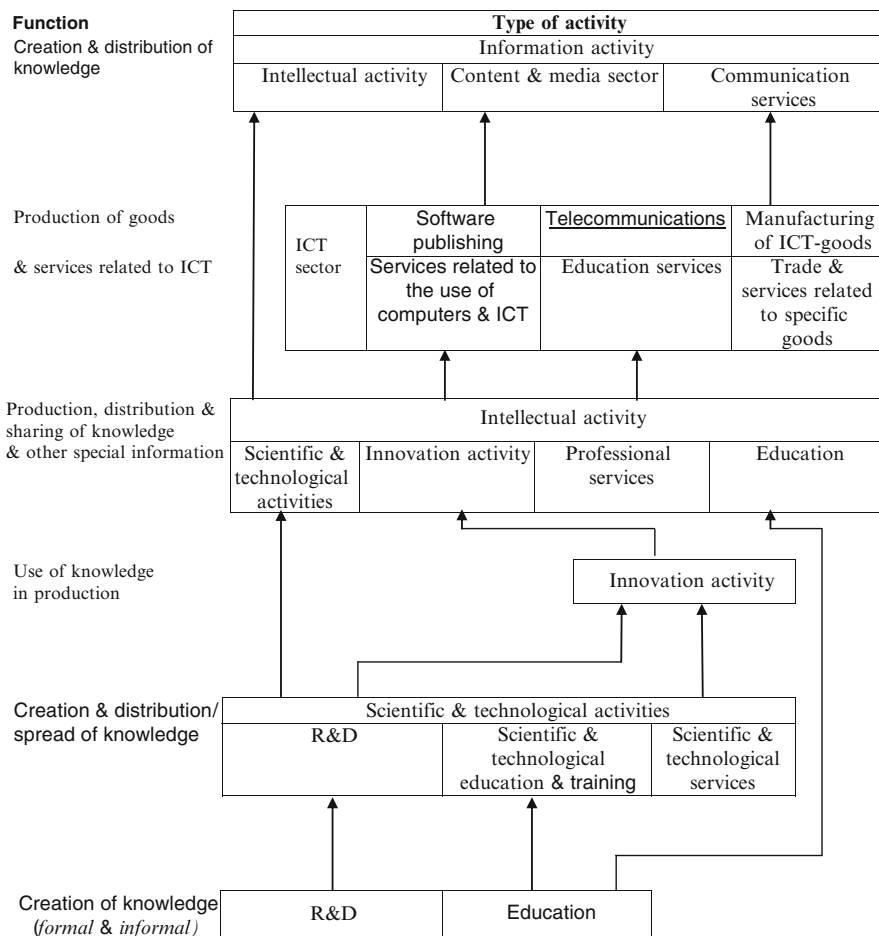 Function
Type of activity
Creation & distribution of
knowledge
Information activity
Intellectual activity
Content & media sector
Communication
services
Production of goods
& services related to ICT
ICT
sector
Software
publishing
Telecommunications
Manufacturing
of ICT-goods
Services related to
the use of
computers & ICT
Education services
Trade &
services related
to specific
goods
Production, distribution &
sharing of knowledge
& other special information
Intellectual activity
Scientific &
technological
activities
Innovation activity
Professional
services
Education
Use of knowledge
in production
Innovation activity
Creation & distribution/
spread of knowledge
Scientific & technological activities
R&D
Scientific &
technological
education & training
Scientific &
technological
services
Creation of knowledge
(formal & informal)
R&D
Education